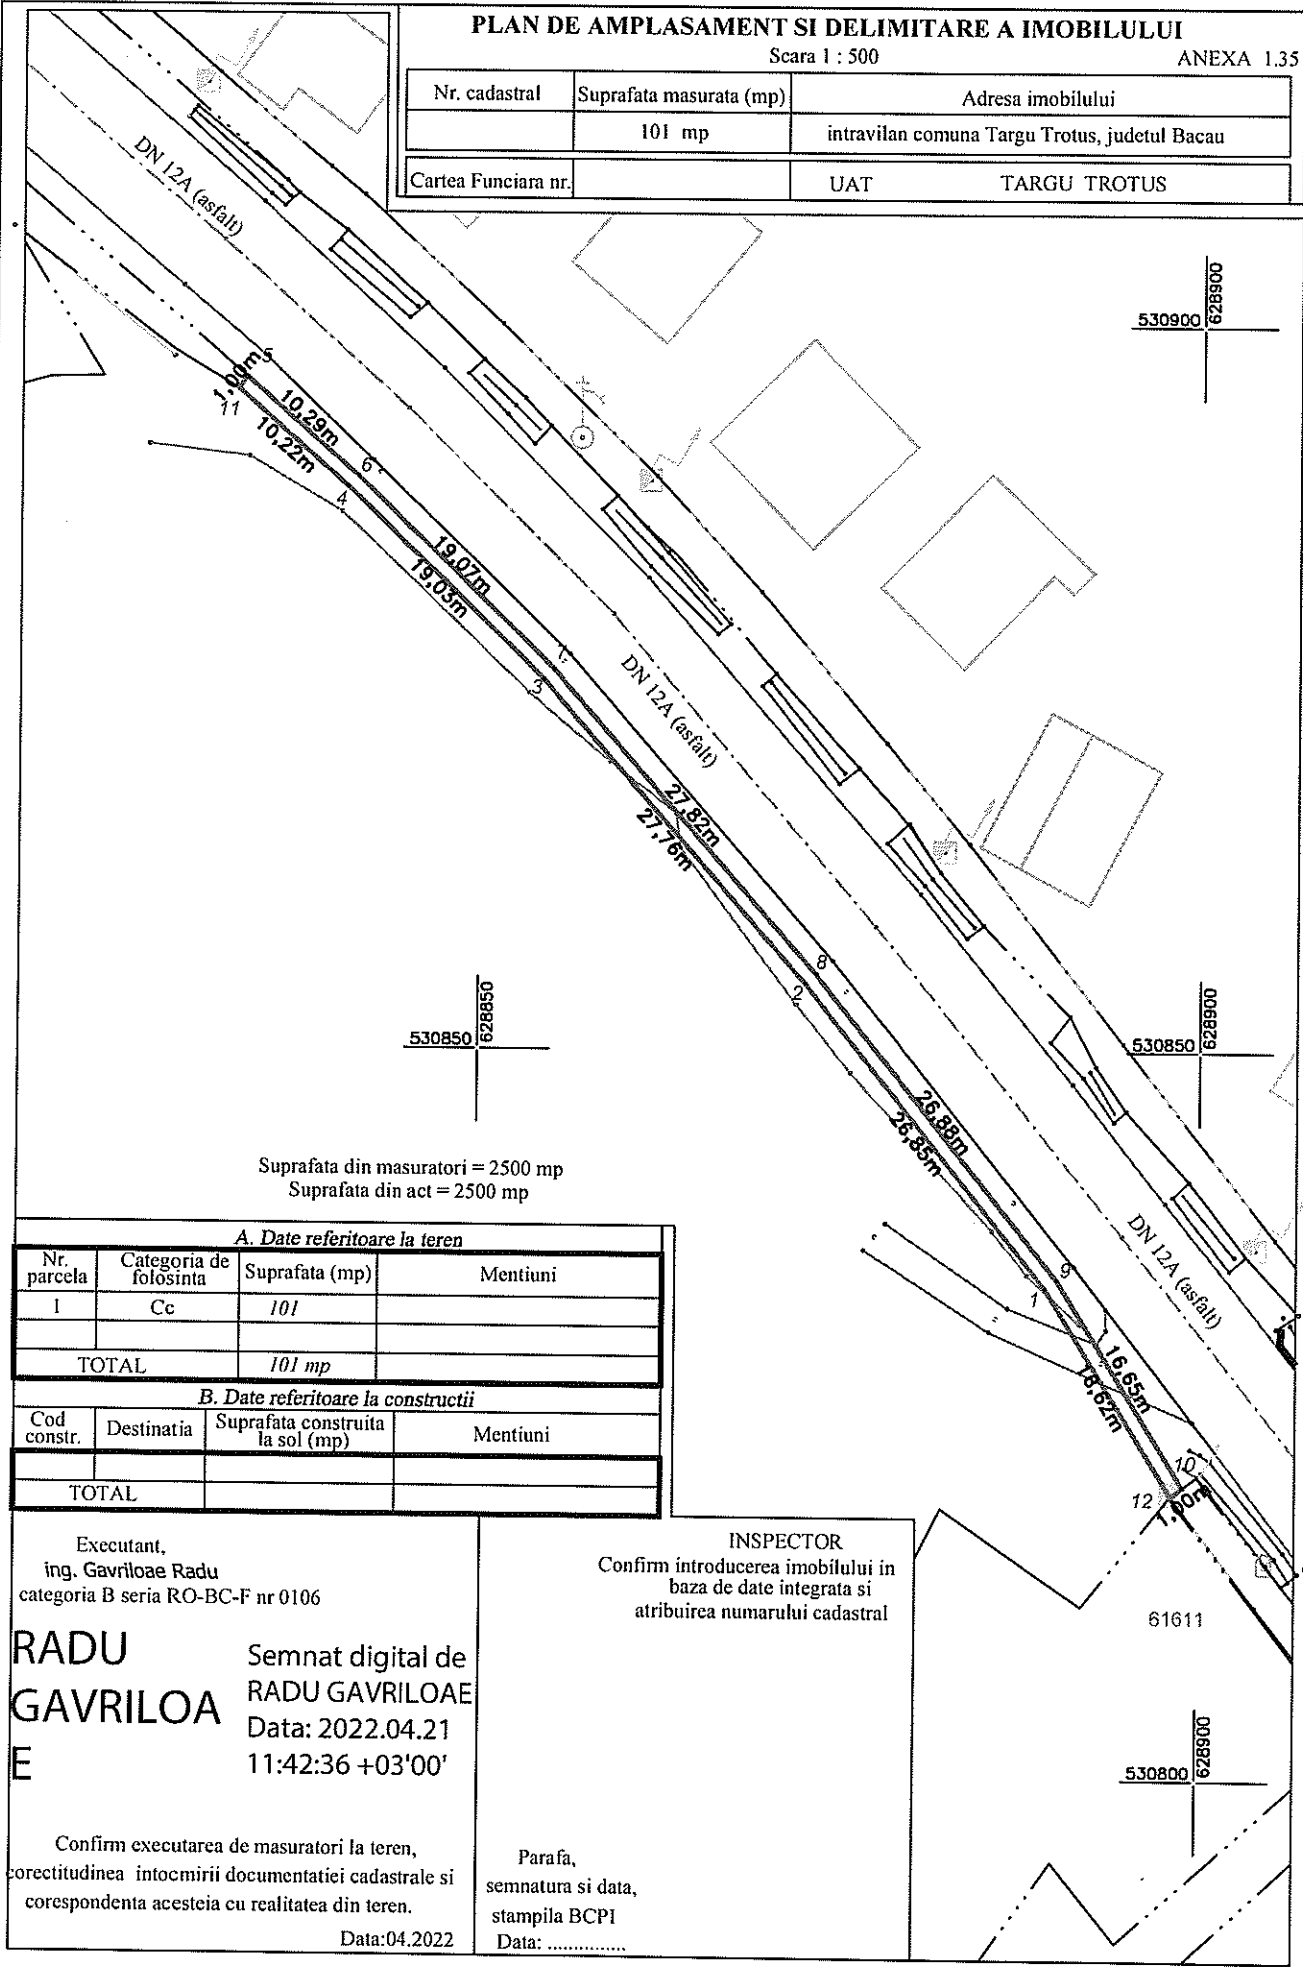 PLAN DE AMPLASAMENT SI DELIMITARE A IMOBILULUI
Scara 1 : 500
ANEXA 1.35
Nr. cadastral
Suprafata masurata (mp)
Adresa imobilului
101 mp
intravilan comuna Targu Trotus, judetul Bacau
Cartea Funciara nr.
UAT
TARGU TROTUS
DN 12A (asfalt)
628900
530900
5
1,00m
11
10,29m
10,22m
6
4
19,07m
19,03m
3
DN 12A (asfalt)
27,82m
27,76m
8
2
628850
530850
628900
530850
26,88m
26,85m
DN 12A (asfalt)
9
1
16,65m
18,62m
10
12
61611
628900
530800
Suprafata din masuratori = 2500 mp
Suprafata din act = 2500 mp
A. Date referitoare la teren
Nr. parcela
Categoria de folosinta
Suprafata (mp)
Mentiuni
1
Cc
101
TOTAL
101 mp
B. Date referitoare la constructii
Cod constr.
Destinatia
Suprafata construita la sol (mp)
Mentiuni
TOTAL
Executant,
ing. Gavriloae Radu
categoria B seria RO-BC-F nr 0106
RADU
GAVRILOA
E
Semnat digital de
RADU GAVRILOAE
Data: 2022.04.21
11:42:36 +03'00'
Confirm executarea de masuratori la teren,
corectitudinea intocmirii documentatiei cadastrale si
corespondenta acesteia cu realitatea din teren.
Data:04.2022
INSPECTOR
Confirm introducerea imobilului in
baza de date integrata si
atribuirea numarului cadastral
Parafa,
semnatura si data,
stampila BCPI
Data: ...............